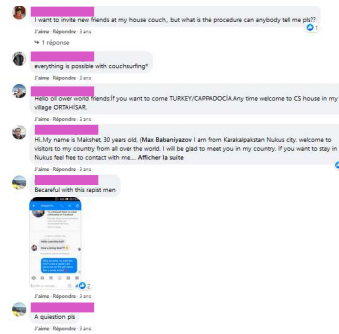 I want to invite new friends at my house couch,, but what is the procedure can anybody tell me pls??
1
J'aime · Répondre · 3 ans
1 réponse
everything is possible with couchsurfing*
J'aime · Répondre · 3 ans
Hello all ower world friends.İf you want to come TURKEY/CAPPADOCİA.Any time welcome to CS house in my
village ORTAHİSAR.
J'aime · Répondre · 3 ans
Hi..My name is Makshet, 30 years old, (Max Babaniyazov I am from Karakalpakstan Nukus city. welcome to
visitors to my country from all over the world. I will be glad to meet you in my country. If you want to stay in
Nukus feel free to contact with me.... Afficher la suite
J'aime · Répondre · 3 ans
Becareful with this rapist man
2
J'aime · Répondre · 3 ans
A quiestion pls
J'aime · Répondre · 3 ans